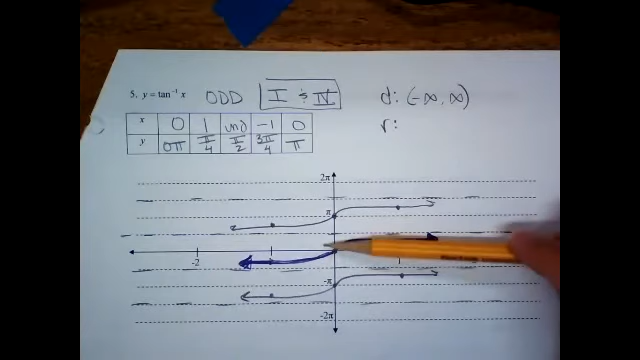 5. y = tan⁻¹ x ODD I & IV d: (-∞, ∞)
x 0 1 und -1 0
y 0π π/4 π/2 3π/4 π
r:
2π
π
-2
-π
-2π